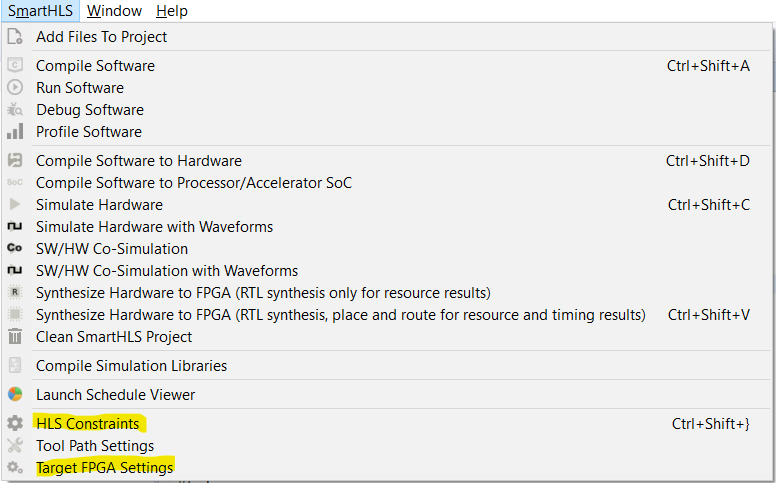 SmartHLS Window Help
Add Files To Project
Compile Software Ctrl+Shift+A
Run Software
Debug Software
Profile Software
Compile Software to Hardware Ctrl+Shift+D
SoC Compile Software to Processor/Accelerator SoC
Simulate Hardware Ctrl+Shift+C
Simulate Hardware with Waveforms
Co SW/HW Co-Simulation
SW/HW Co-Simulation with Waveforms
R Synthesize Hardware to FPGA (RTL synthesis only for resource results)
Synthesize Hardware to FPGA (RTL synthesis, place and route for resource and timing results) Ctrl+Shift+V
Clean SmartHLS Project
Compile Simulation Libraries
Launch Schedule Viewer
HLS Constraints Ctrl+Shift+}
Tool Path Settings
Target FPGA Settings